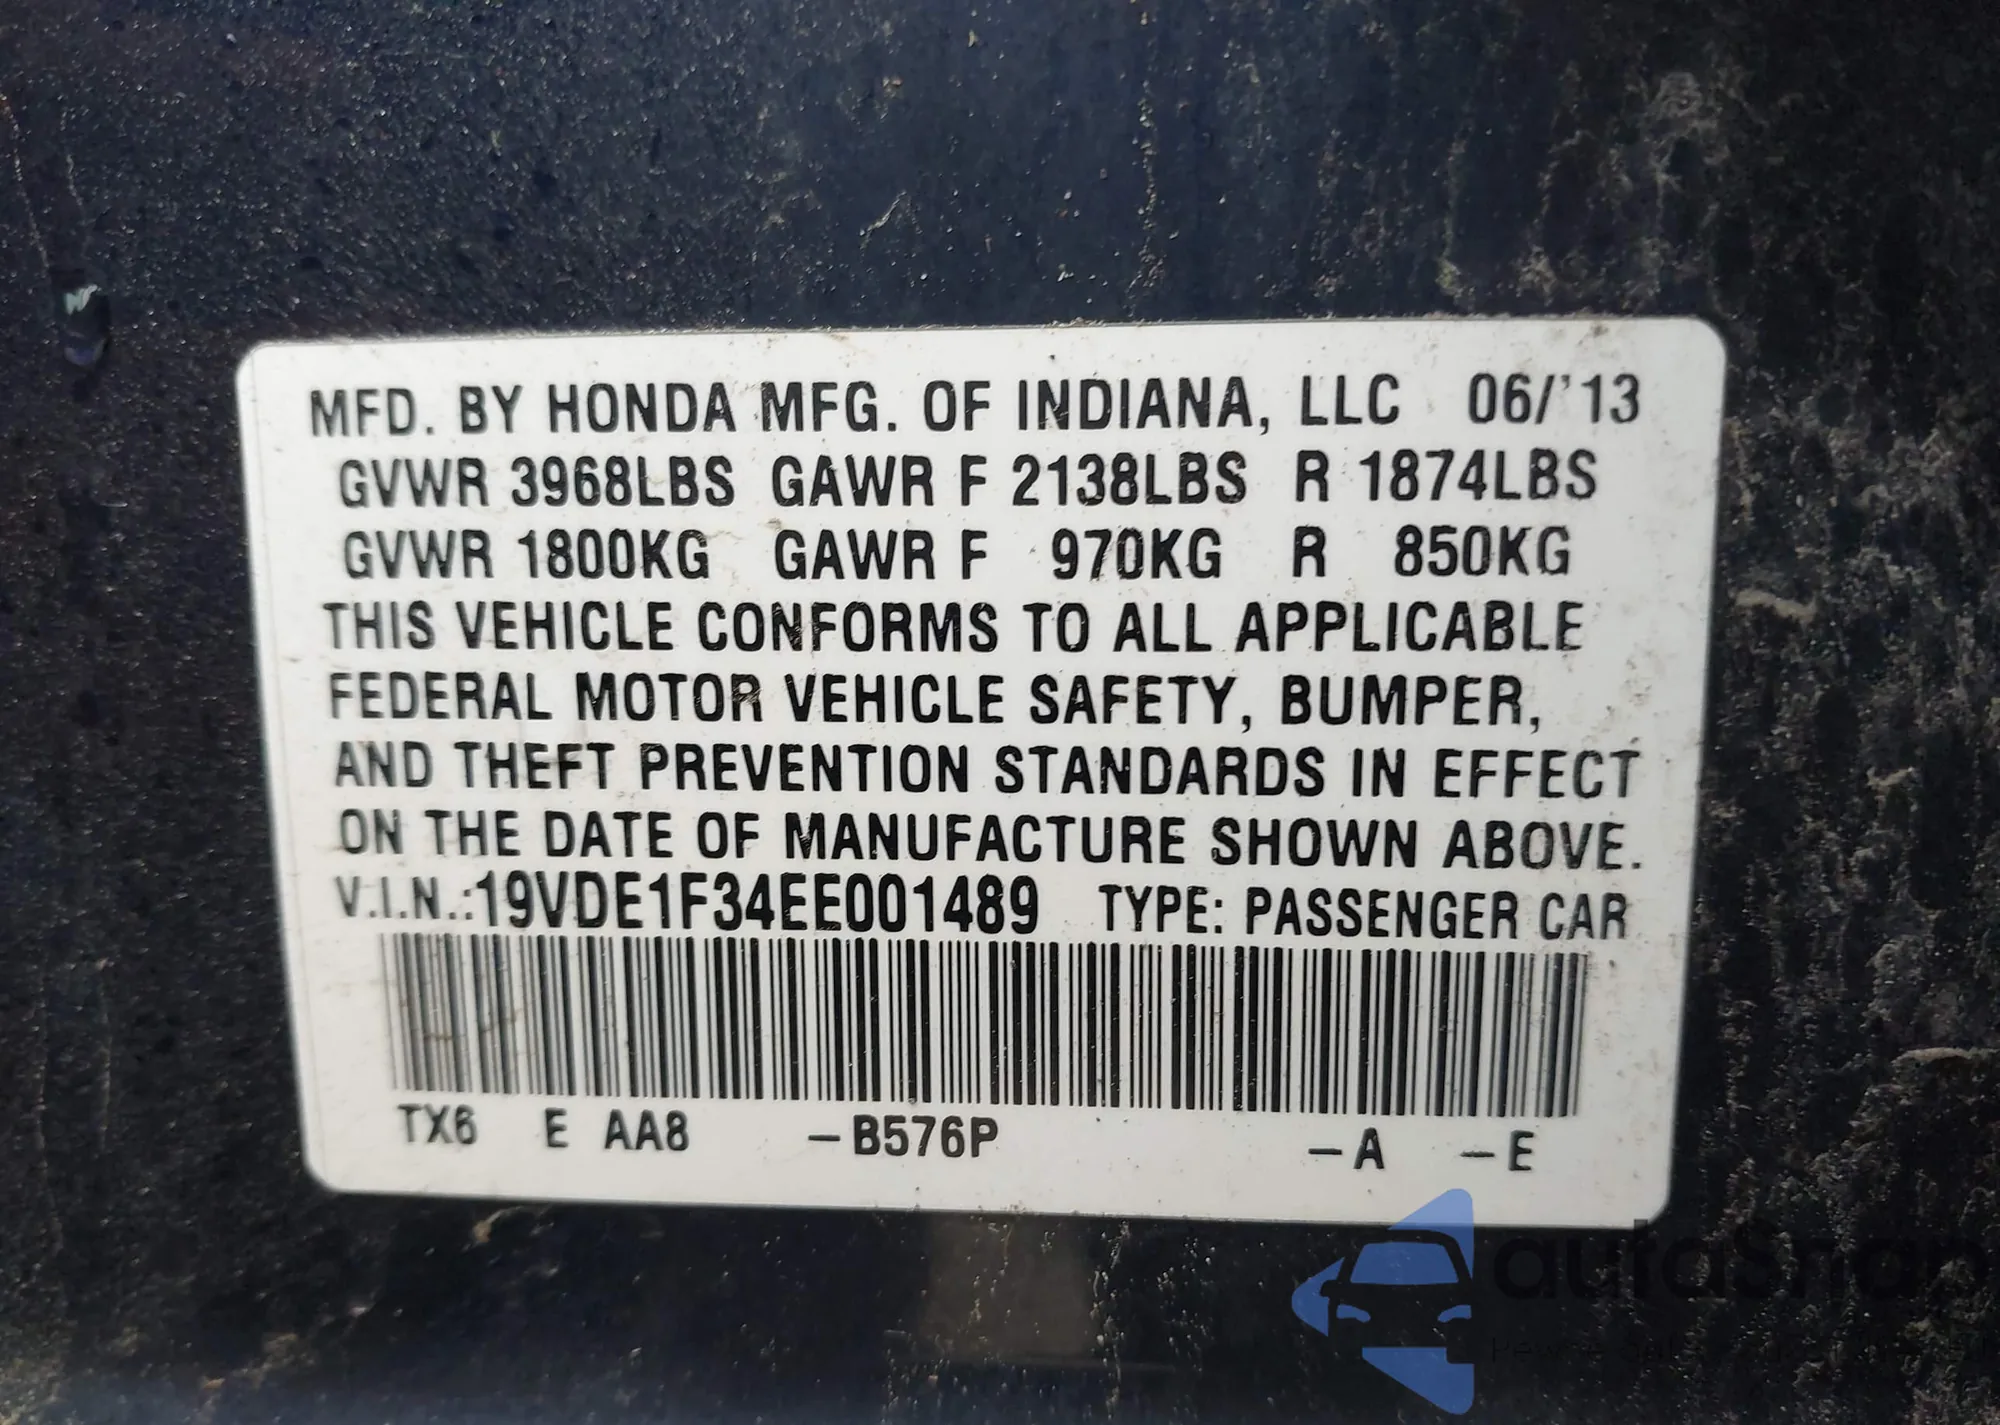 MFD. BY HONDA MFG. OF INDIANA, LLC 06/'13
GVWR 3968LBS GAWR F 2138LBS R 1874LBS
GVWR 1800KG GAWR F 970KG R 850KG
THIS VEHICLE CONFORMS TO ALL APPLICABLE
FEDERAL MOTOR VEHICLE SAFETY, BUMPER,
AND THEFT PREVENTION STANDARDS IN EFFECT
ON THE DATE OF MANUFACTURE SHOWN ABOVE.
V.I.N.:19VDE1F34EE001489 TYPE: PASSENGER CAR
TX6 E AA8 –B576P –A –E
autoSnap